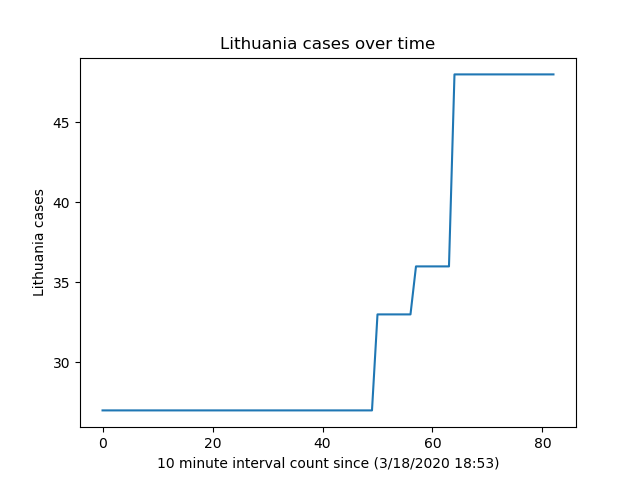 Lithuania cases over time
Lithuania cases
45
40
35
30
0 20 40 60 80
10 minute interval count since (3/18/2020 18:53)